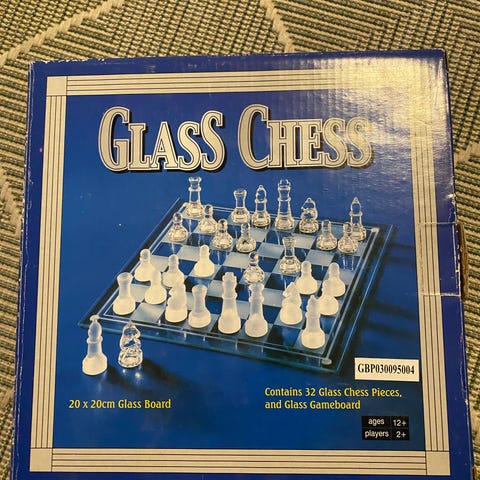 GLASS CHESS
GBP030095004
20 x 20cm Glass Board
Contains 32 Glass Chess Pieces,
and Glass Gameboard
ages 12+
players 2+